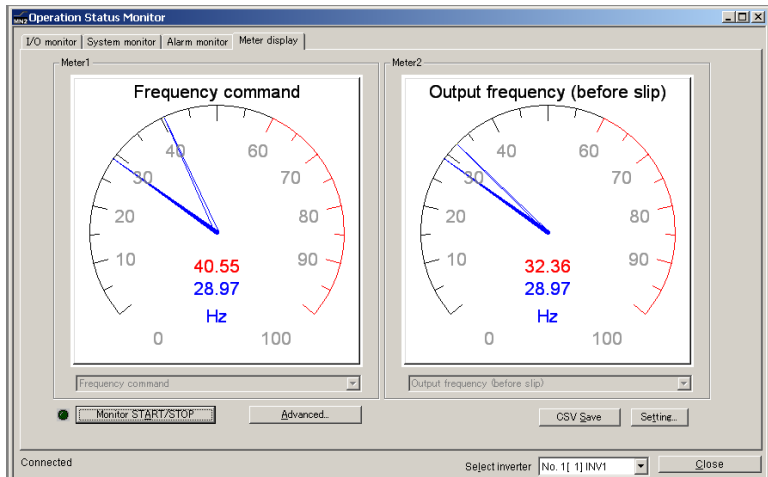 MN2 Operation Status Monitor
I/O monitor System monitor Alarm monitor Meter display
Meter1
Frequency command
0
10
20
30
40
60
70
80
90
100
40.55
28.97
Hz
Frequency command
Meter2
Output frequency (before slip)
0
10
20
30
40
60
70
80
90
100
32.36
28.97
Hz
Output frequency (before slip)
Monitor START/STOP Advanced... CSV Save Setting...
Connected
Select inverter No. 1[ 1] INV1 Close